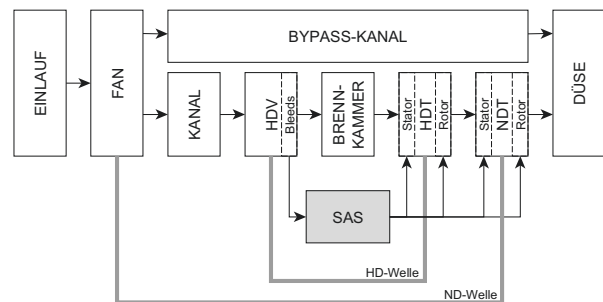 EINLAUF
FAN
BYPASS-KANAL
KANAL
HDV
Bleeds
BRENN-
KAMMER
Stator
HDT
Rotor
Stator
NDT
Rotor
DÜSE
SAS
HD-Welle
ND-Welle